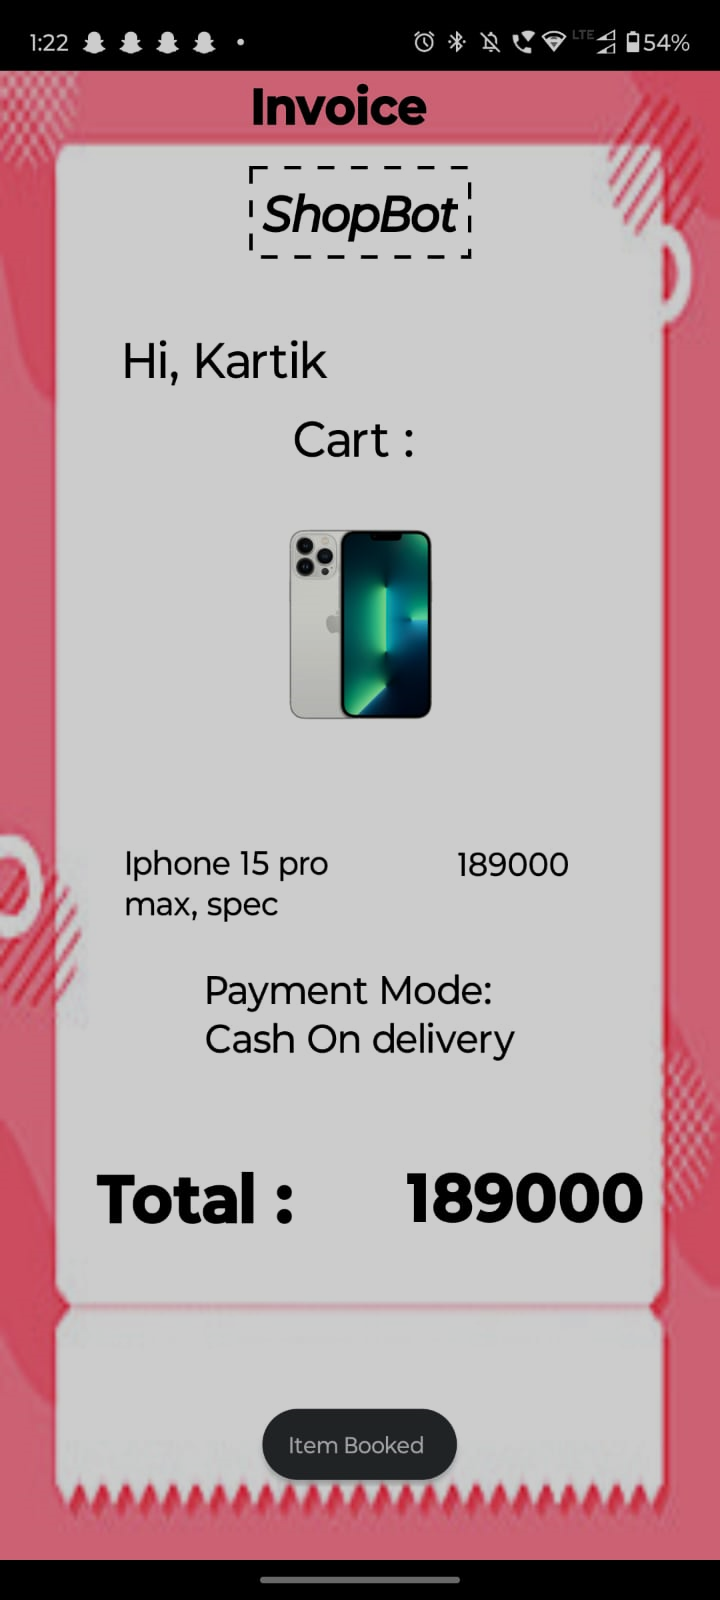 1:22
LTE
54%
Invoice
ShopBot
Hi, Kartik
Cart :
Iphone 15 pro
max, spec
189000
Payment Mode:
Cash On delivery
Total :
189000
Item Booked